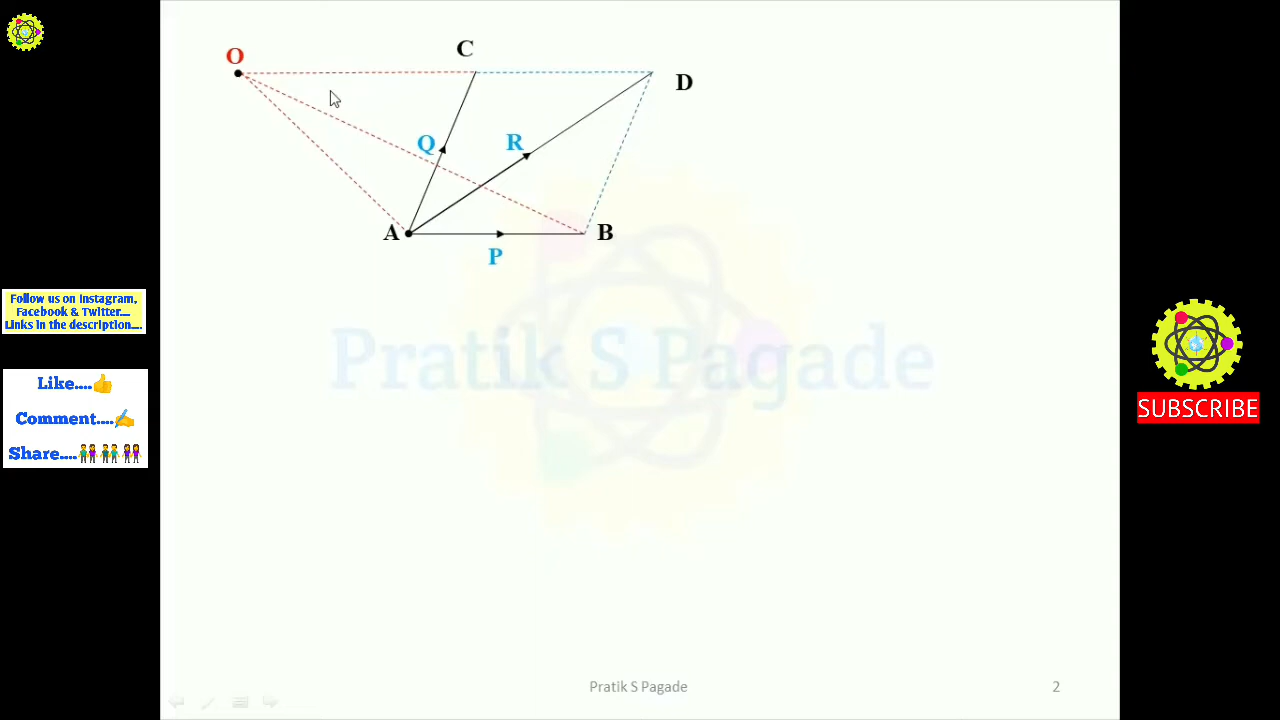 O
C
D
Q
R
A
B
P
Follow us on Instagram,
Facebook & Twitter....
Links in the description....
Like....👍
Comment....✍
Share....👫👫👫
Pratik S Pagade
SUBSCRIBE
Pratik S Pagade
2